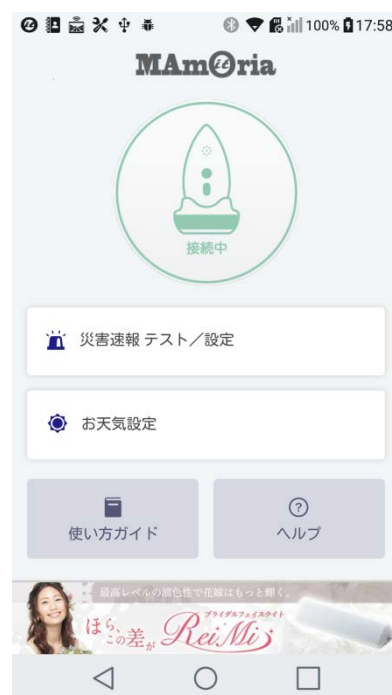 100% 17:58
MAmoria
接続中
災害速報 テスト／設定
お天気設定
使い方ガイド
?
ヘルプ
最高レベルの演色性で花嫁はもっと輝く。
ブライダルフェイスライト
ほら、
この差が
ReiMi